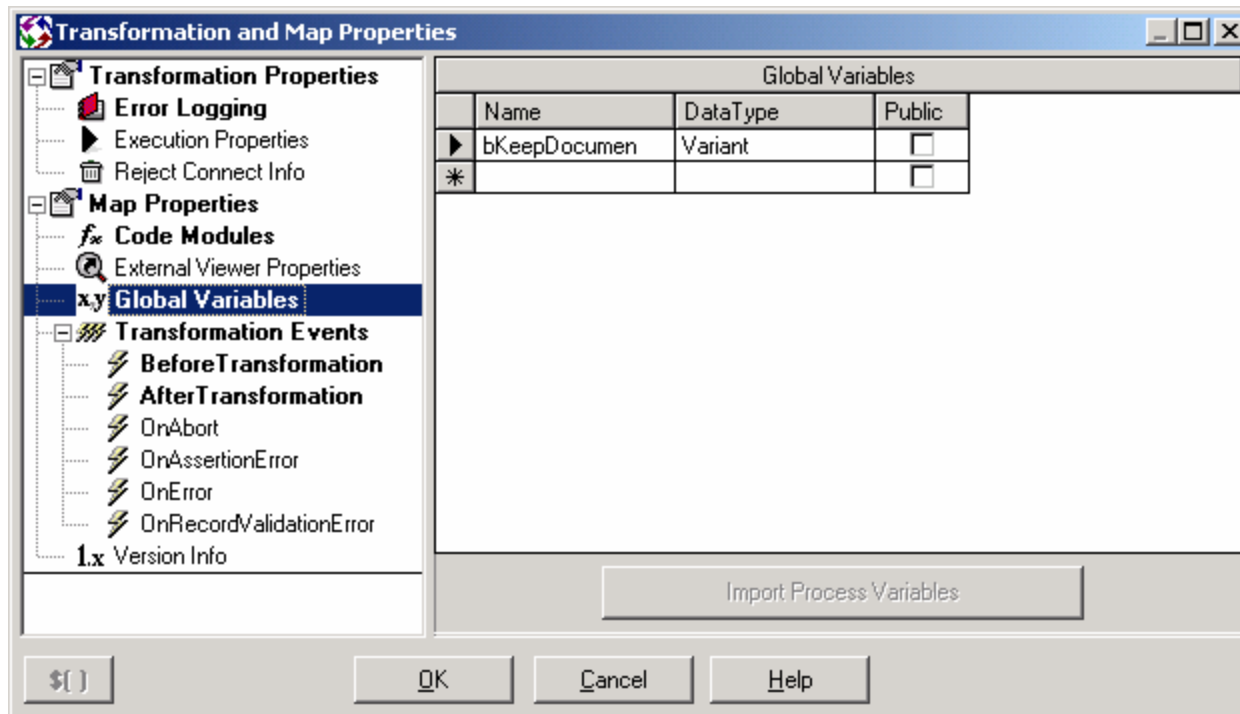 Transformation and Map Properties
Transformation Properties
Error Logging
Execution Properties
Reject Connect Info
Map Properties
fx Code Modules
External Viewer Properties
x,y Global Variables
Transformation Events
BeforeTransformation
AfterTransformation
OnAbort
OnAssertionError
OnError
OnRecordValidationError
1.x Version Info
Global Variables
Name DataType Public
bKeepDocumen Variant
Import Process Variables
$( ) OK Cancel Help